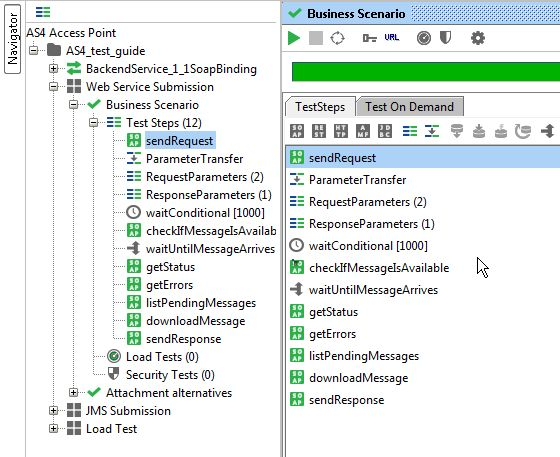 Navigator
AS4 Access Point
AS4_test_guide
BackendService_1_1SoapBinding
Web Service Submission
Business Scenario
Test Steps (12)
sendRequest
ParameterTransfer
RequestParameters (2)
ResponseParameters (1)
waitConditional [1000]
checkIfMessageIsAvailab
waitUntilMessageArrives
getStatus
getErrors
listPendingMessages
downloadMessage
sendResponse
Load Tests (0)
Security Tests (0)
Attachment alternatives
JMS Submission
Load Test
Business Scenario
URL
TestSteps Test On Demand
sendRequest
ParameterTransfer
RequestParameters (2)
ResponseParameters (1)
waitConditional [1000]
checkIfMessageIsAvailable
waitUntilMessageArrives
getStatus
getErrors
listPendingMessages
downloadMessage
sendResponse